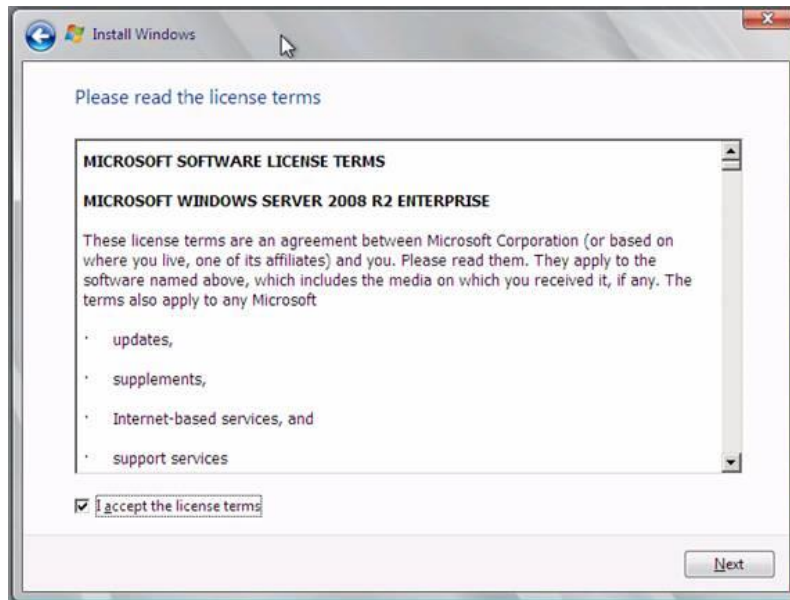 Install Windows
Please read the license terms
MICROSOFT SOFTWARE LICENSE TERMS
MICROSOFT WINDOWS SERVER 2008 R2 ENTERPRISE
These license terms are an agreement between Microsoft Corporation (or based on
where you live, one of its affiliates) and you. Please read them. They apply to the
software named above, which includes the media on which you received it, if any. The
terms also apply to any Microsoft
· updates,
· supplements,
· Internet-based services, and
· support services
I accept the license terms
Next